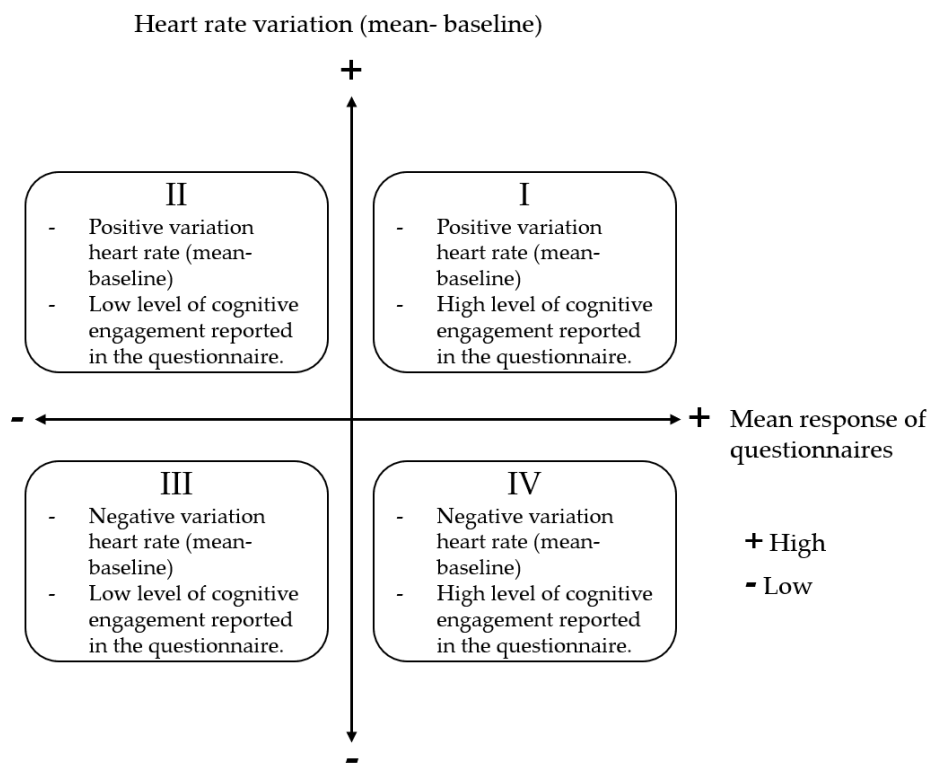 Heart rate variation (mean- baseline)
+
II
- Positive variation
heart rate (mean-
baseline)
- Low level of cognitive
engagement reported
in the questionnaire.
I
- Positive variation
heart rate (mean-
baseline)
- High level of cognitive
engagement reported
in the questionnaire.
-
+ Mean response of
questionnaires
III
- Negative variation
heart rate (mean-
baseline)
- Low level of cognitive
engagement reported
in the questionnaire.
IV
- Negative variation
heart rate (mean-
baseline)
- High level of cognitive
engagement reported
in the questionnaire.
+ High
- Low
-